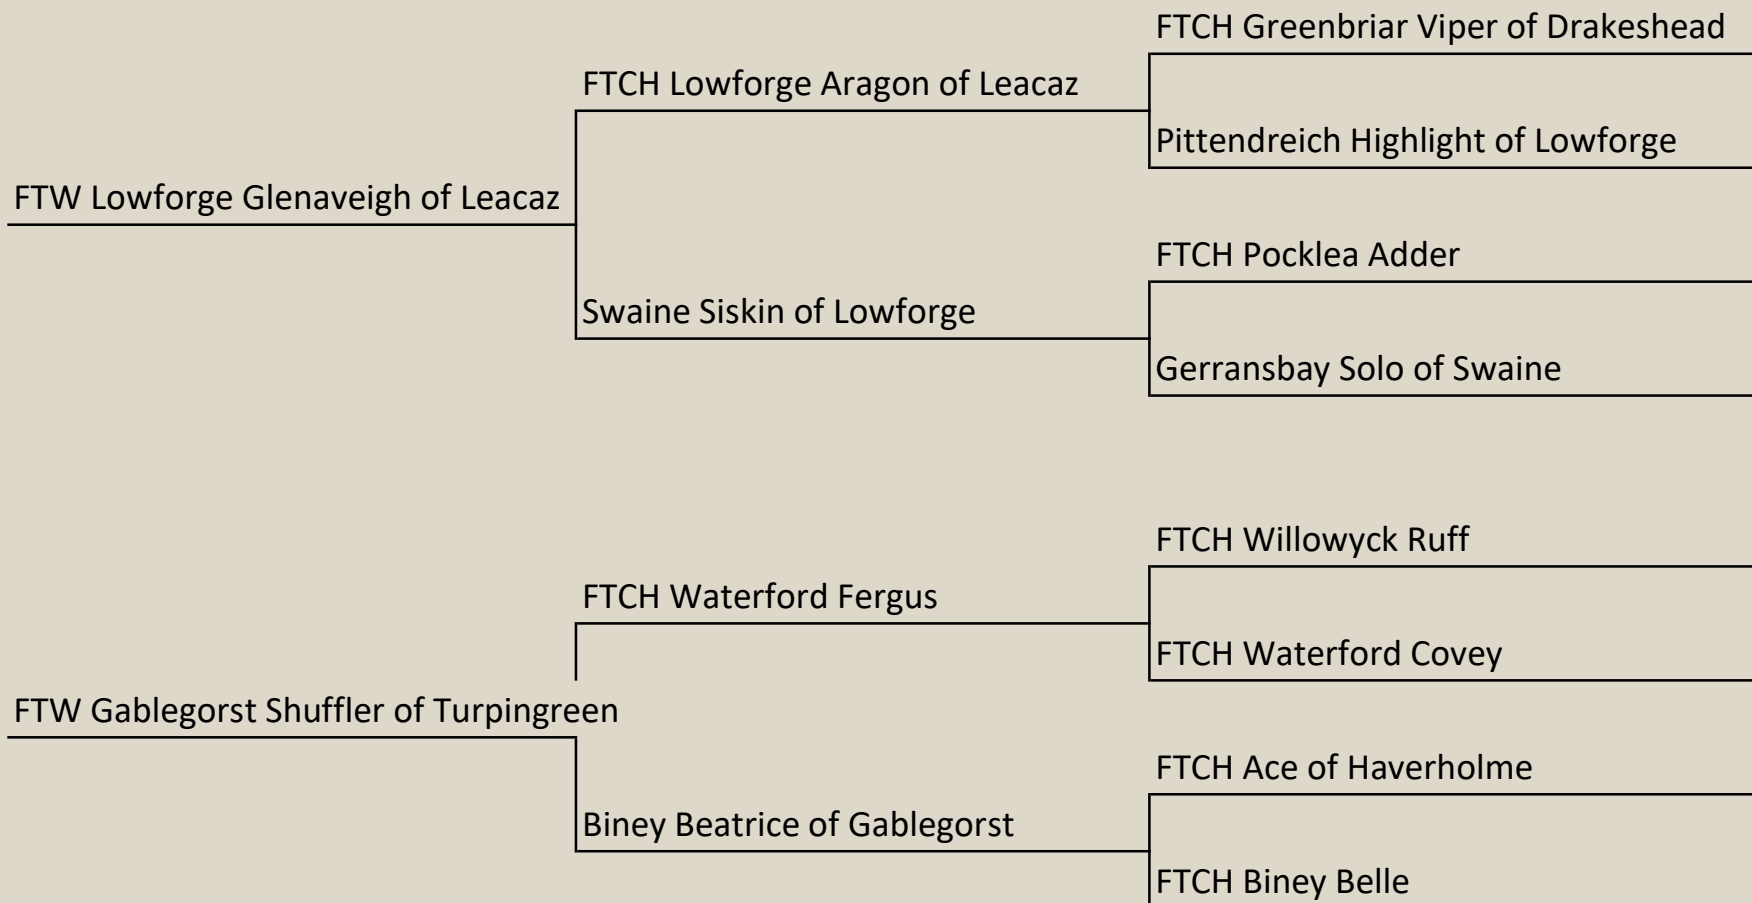 FTCH Greenbriar Viper of Drakeshead
FTCH Lowforge Aragon of Leacaz
Pittendreich Highlight of Lowforge
FTW Lowforge Glenaveigh of Leacaz
FTCH Pocklea Adder
Swaine Siskin of Lowforge
Gerransbay Solo of Swaine
FTCH Willowyck Ruff
FTCH Waterford Fergus
FTCH Waterford Covey
FTW Gablegorst Shuffler of Turpingreen
FTCH Ace of Haverholme
Biney Beatrice of Gablegorst
FTCH Biney Belle